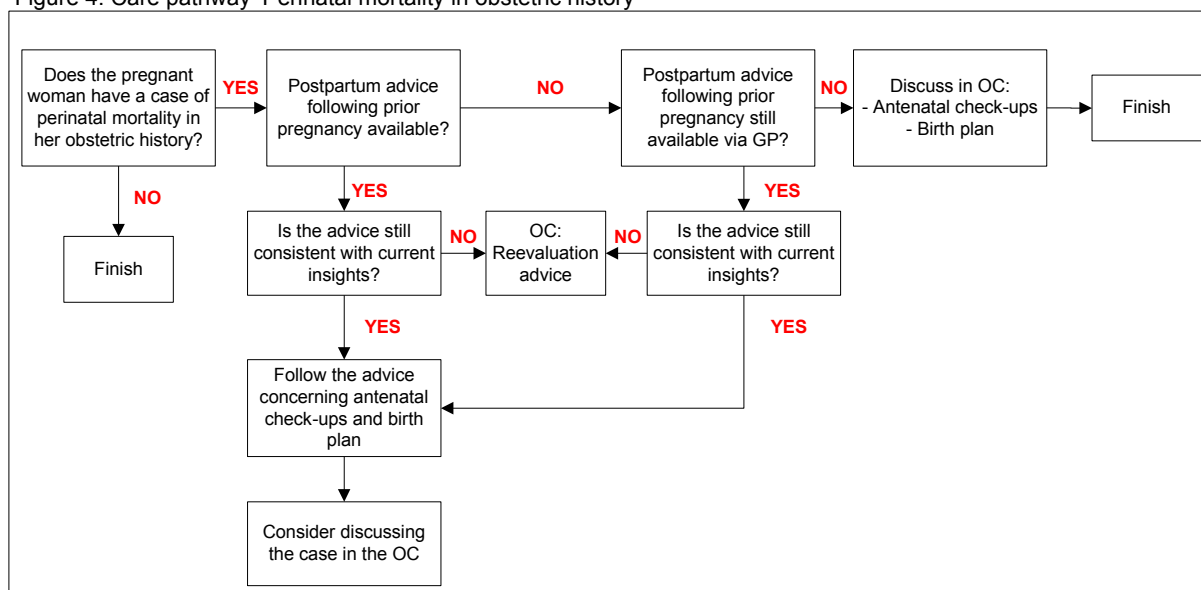 Figure 4. Care pathway 'Perinatal mortality in obstetric history'
Does the pregnant
woman have a case of
perinatal mortality in
her obstetric history?
YES
Postpartum advice
following prior
pregnancy available?
NO
Postpartum advice
following prior
pregnancy still
available via GP?
NO
Discuss in OC:
- Antenatal check-ups
- Birth plan
Finish
NO
Finish
YES
Is the advice still
consistent with current
insights?
NO
OC:
Reevaluation
advice
NO
YES
Is the advice still
consistent with current
insights?
YES
YES
Follow the advice
concerning antenatal
check-ups and birth
plan
Consider discussing
the case in the OC